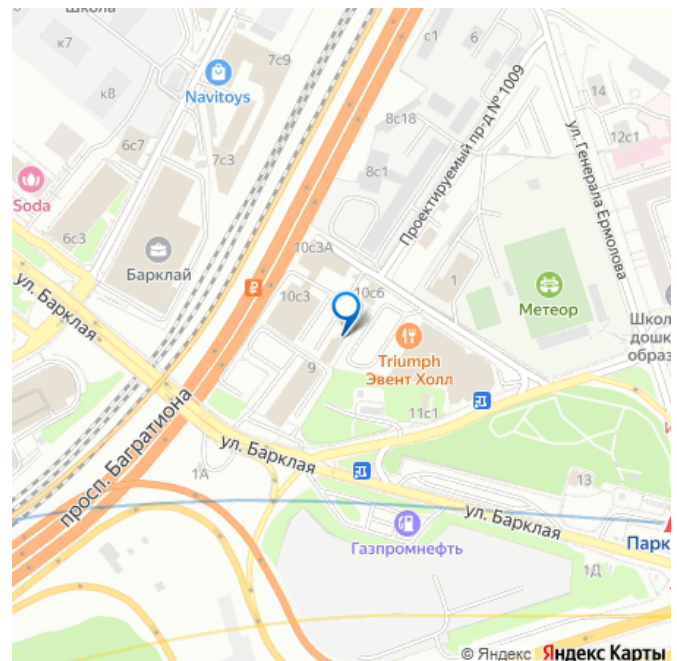 школа
к7
7с9
с1
6
Navitoys
к8
14
Проектируемый пр-д № 1009
ул. Генерала Ермолова
8с18
12с1
6с7
7с3
8с1
Soda
6с3
Барклай
10с3А
ул. Барклая
10с3
10с6
1
Метеор
Школ
дошк
образ
Triumph
Эвент Холл
9
11с1
просп. Багратиона
ул. Барклая
1А
13
ул. Барклая
Газпромнефть
Парк
1Д
© Яндекс Яндекс Карты